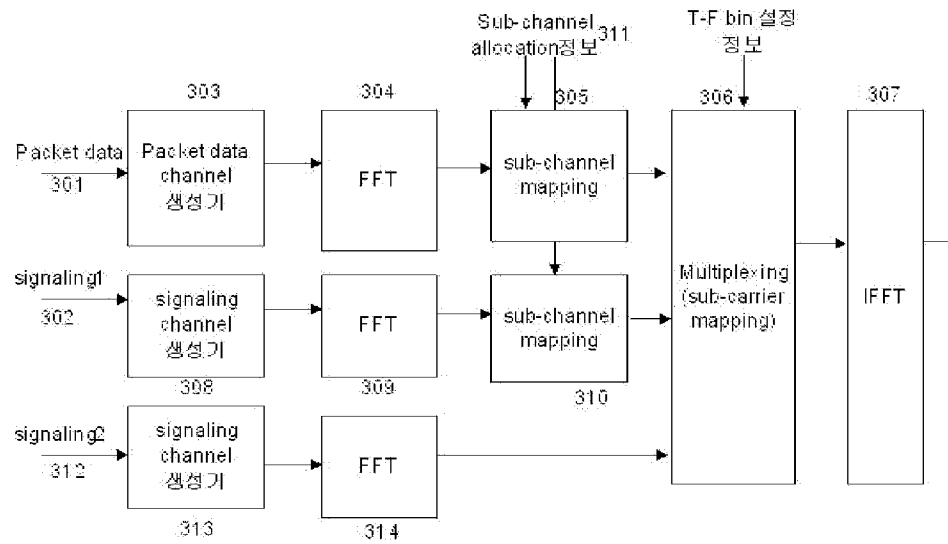 Sub-channel
allocation정보
311
T-F bin 설정
정보
303
304
305
306
307
Packet data
301
Packet data
channel
생성기
FFT
sub-channel
mapping
Multiplexing
(sub-carrier
mapping)
IFFT
signaling1
302
signaling
channel
생성기
FFT
sub-channel
mapping
308
309
310
signaling2
312
signaling
channel
생성기
FFT
313
314